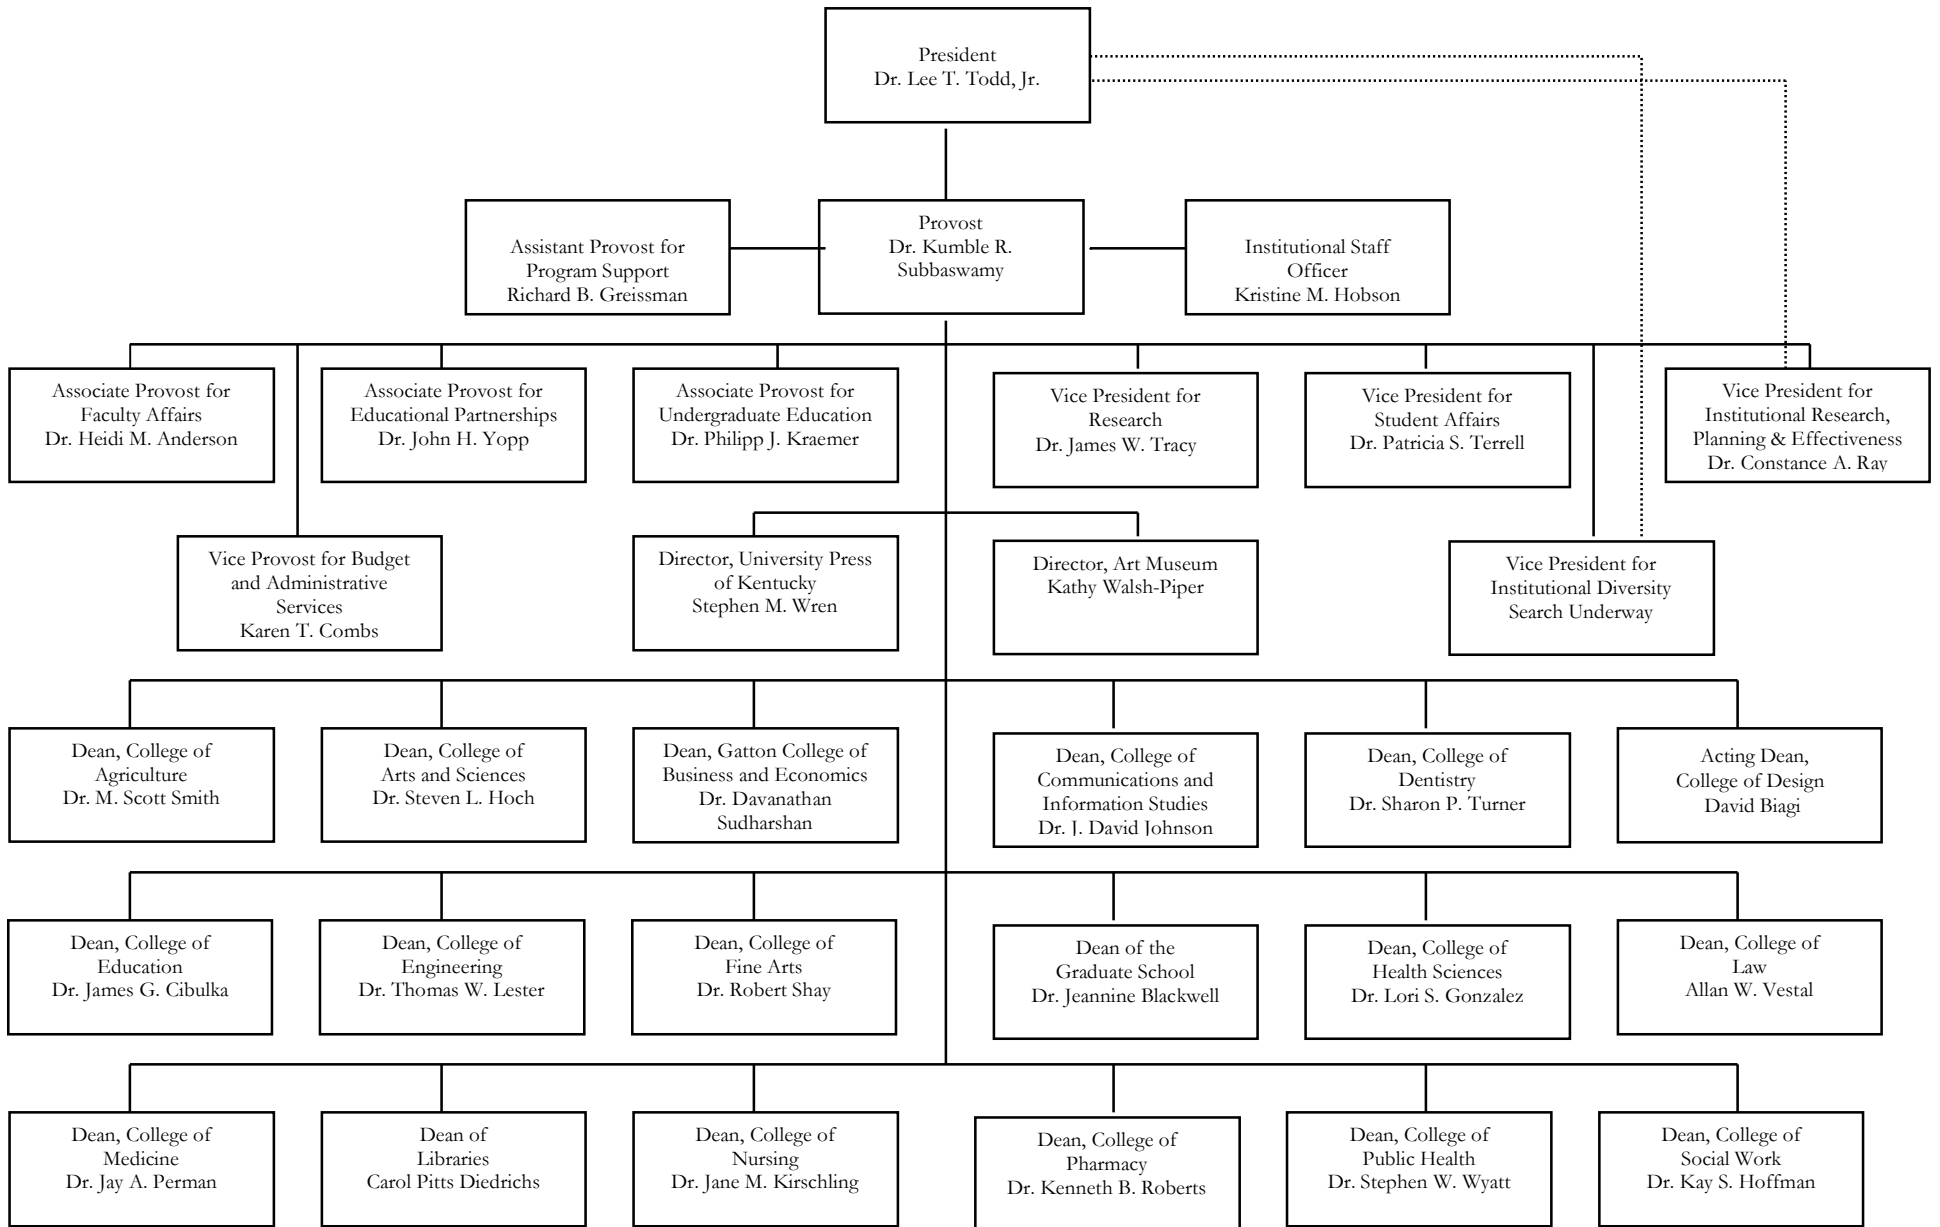 President
Dr. Lee T. Todd, Jr.
Assistant Provost for
Program Support
Richard B. Greissman
Provost
Dr. Kumble R.
Subbaswamy
Institutional Staff
Officer
Kristine M. Hobson
Associate Provost for
Faculty Affairs
Dr. Heidi M. Anderson
Associate Provost for
Educational Partnerships
Dr. John H. Yopp
Associate Provost for
Undergraduate Education
Dr. Philipp J. Kraemer
Vice President for
Research
Dr. James W. Tracy
Vice President for
Student Affairs
Dr. Patricia S. Terrell
Vice President for
Institutional Research,
Planning & Effectiveness
Dr. Constance A. Ray
Vice Provost for Budget
and Administrative
Services
Karen T. Combs
Director, University Press
of Kentucky
Stephen M. Wren
Director, Art Museum
Kathy Walsh-Piper
Vice President for
Institutional Diversity
Search Underway
Dean, College of
Agriculture
Dr. M. Scott Smith
Dean, College of
Arts and Sciences
Dr. Steven L. Hoch
Dean, Gatton College of
Business and Economics
Dr. Davanathan
Sudharshan
Dean, College of
Communications and
Information Studies
Dr. J. David Johnson
Dean, College of
Dentistry
Dr. Sharon P. Turner
Acting Dean,
College of Design
David Biagi
Dean, College of
Education
Dr. James G. Cibulka
Dean, College of
Engineering
Dr. Thomas W. Lester
Dean, College of
Fine Arts
Dr. Robert Shay
Dean of the
Graduate School
Dr. Jeannine Blackwell
Dean, College of
Health Sciences
Dr. Lori S. Gonzalez
Dean, College of
Law
Allan W. Vestal
Dean, College of
Medicine
Dr. Jay A. Perman
Dean of
Libraries
Carol Pitts Diedrichs
Dean, College of
Nursing
Dr. Jane M. Kirschling
Dean, College of
Pharmacy
Dr. Kenneth B. Roberts
Dean, College of
Public Health
Dr. Stephen W. Wyatt
Dean, College of
Social Work
Dr. Kay S. Hoffman